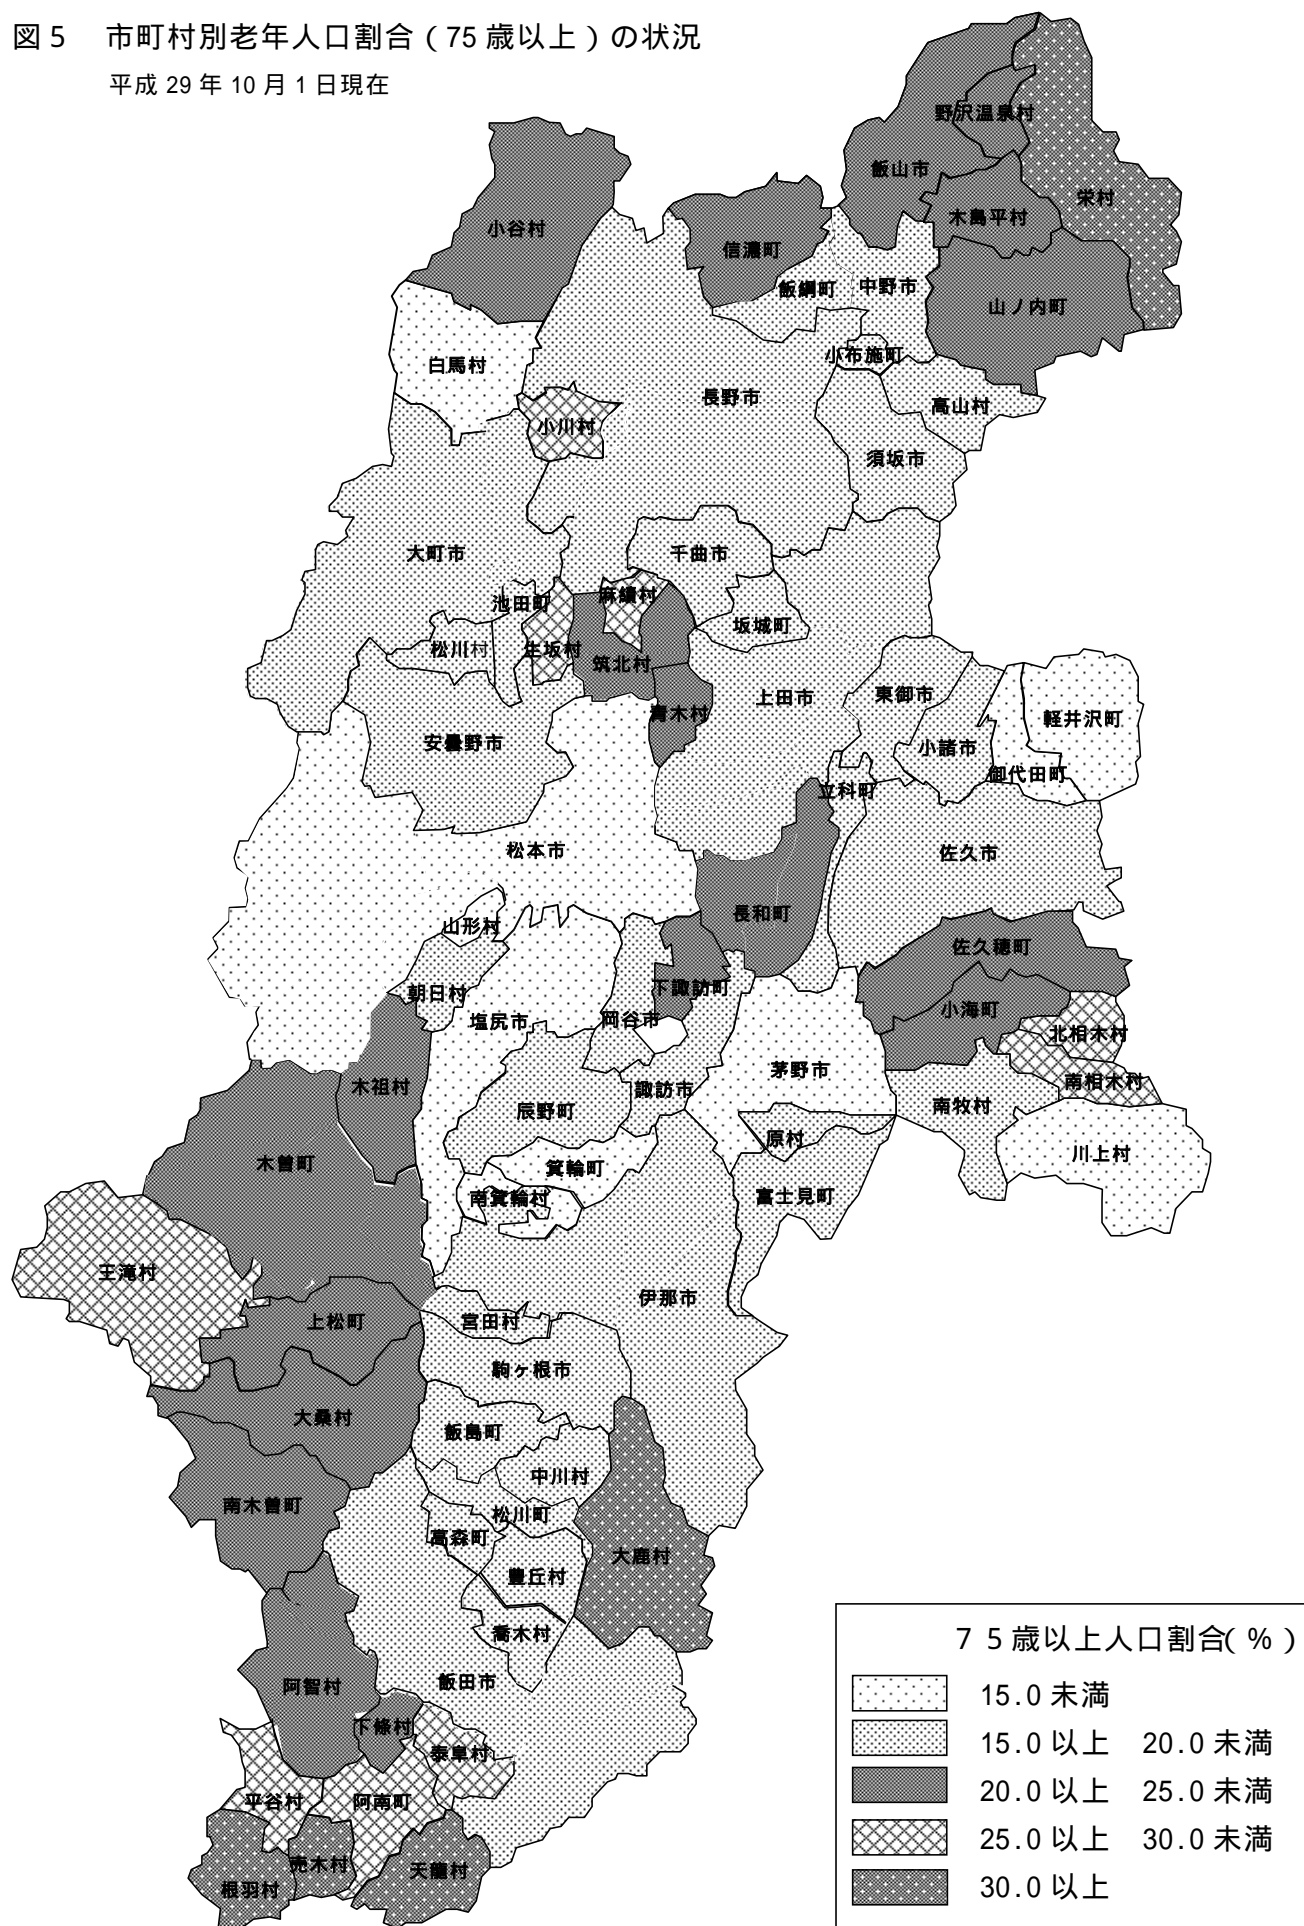 図5 市町村別老年人口割合(75歳以上)の状況
平成29年10月1日現在
野沢温泉村
飯山市
栄村
木島平村
小谷村
信濃町
飯綱町
中野市
山ノ内町
小布施町
白馬村
長野市
高山村
小川村
須坂市
大町市
千曲市
池田町
麻績村
坂城町
松川村
生坂村
筑北村
上田市
東御市
青木村
軽井沢町
安曇野市
小諸市
御代田町
立科町
松本市
佐久市
長和町
山形村
佐久穂町
朝日村
下諏訪町
小海町
塩尻市
岡谷市
北相木村
茅野市
木祖村
諏訪市
南相木村
辰野町
南牧村
原村
川上村
木曽町
箕輪町
南箕輪村
富士見町
王滝村
伊那市
上松町
宮田村
駒ヶ根市
大桑村
飯島町
中川村
南木曽町
松川町
高森町
大鹿村
豊丘村
喬木村
飯田市
阿智村
下條村
泰阜村
平谷村
阿南町
売木村
天龍村
根羽村
75歳以上人口割合(%)
15.0未満
15.0以上 20.0未満
20.0以上 25.0未満
25.0以上 30.0未満
30.0以上